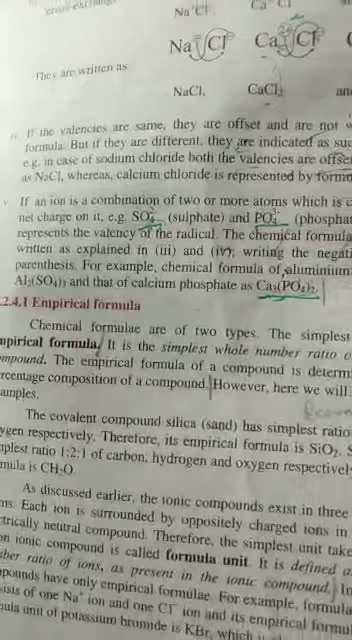 Na⁺Cl⁻ Ca²⁺Cl⁻
Na Cl Ca Cl
They are written as
NaCl, CaCl₂ an
If the valencies are same, they are offset and are not w
formula. But if they are different, they are indicated as suc
e.g. in case of sodium chloride both the valencies are offse
as NaCl, whereas, calcium chloride is represented by form
If an ion is a combination of two or more atoms which is c
net charge on it, e.g. SO₄²⁻ (sulphate) and PO₄³⁻ (phosphat
represents the valency of the radical. The chemical formula
written as explained in (iii) and (iv); writing the negati
parenthesis. For example, chemical formula of aluminium
Al₂(SO₄)₃ and that of calcium phosphate as Ca₃(PO₄)₂.
.2.4.1 Empirical formula
Chemical formulae are of two types. The simplest
mpirical formula. It is the simplest whole number ratio o
ompound. The empirical formula of a compound is determ
rcentage composition of a compound. However, here we will
amples.
The covalent compound silica (sand) has simplest ratio
ygen respectively. Therefore, its empirical formula is SiO₂. S
mplest ratio 1:2:1 of carbon, hydrogen and oxygen respectivel
mula is CH₂O.
As discussed earlier, the ionic compounds exist in three
ms. Each ion is surrounded by oppositely charged ions in
ctrically neutral compound. Therefore, the simplest unit take
on ionic compound is called formula unit. It is defined a
ber ratio of ions, as present in the ionic compound. In
pounds have only empirical formulae. For example, formula
sists of one Na⁺ ion and one Cl⁻ ion and its empirical formul
ula unit of potassium bromide is KBr, which